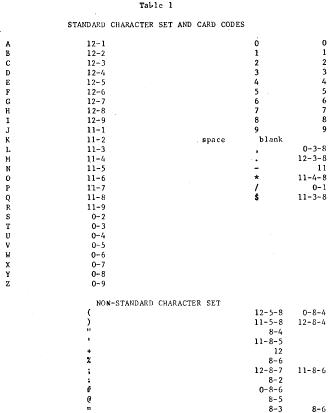 Table 1
STANDARD CHARACTER SET AND CARD CODES
A 12-1 0 0
B 12-2 1 1
C 12-3 2 2
D 12-4 3 3
E 12-5 4 4
F 12-6 5 5
G 12-7 6 6
H 12-8 7 7
I 12-9 8 8
J 11-1 9 9
K 11-2 space blank
L 11-3 , 0-3-8
M 11-4 . 12-3-8
N 11-5 - 11
O 11-6 * 11-4-8
P 11-7 / 0-1
Q 11-8 $ 11-3-8
R 11-9
S 0-2
T 0-3
U 0-4
V 0-5
W 0-6
X 0-7
Y 0-8
Z 0-9
NON-STANDARD CHARACTER SET
( 12-5-8 0-8-4
) 11-5-8 12-8-4
" 8-4
' 11-8-5
+ 12
% 8-6
; 12-8-7 11-8-6
: 8-2
# 0-8-6
@ 8-5
= 8-3 8-6